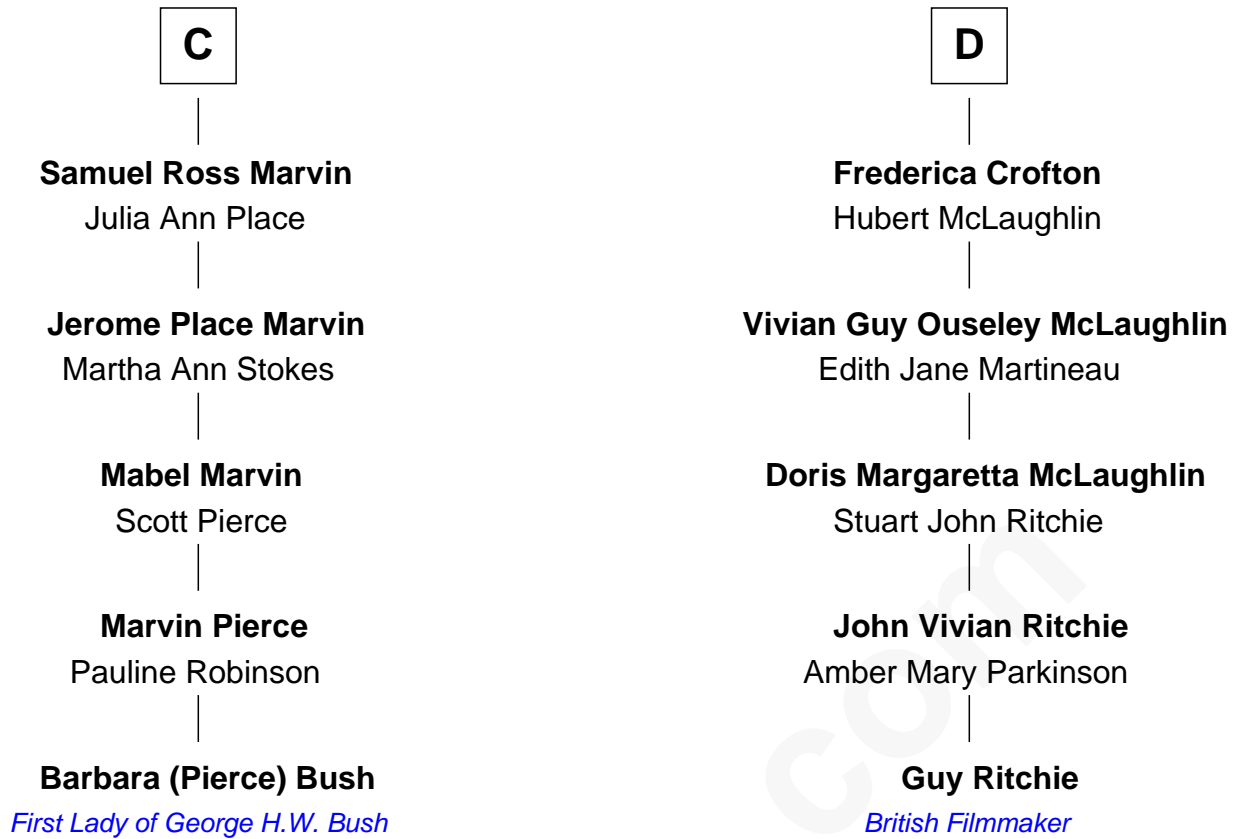 C
Samuel Ross Marvin
Julia Ann Place
Jerome Place Marvin
Martha Ann Stokes
Mabel Marvin
Scott Pierce
Marvin Pierce
Pauline Robinson
Barbara (Pierce) Bush
First Lady of George H.W. Bush
D
Frederica Crofton
Hubert McLaughlin
Vivian Guy Ouseley McLaughlin
Edith Jane Martineau
Doris Margaretta McLaughlin
Stuart John Ritchie
John Vivian Ritchie
Amber Mary Parkinson
Guy Ritchie
British Filmmaker
com